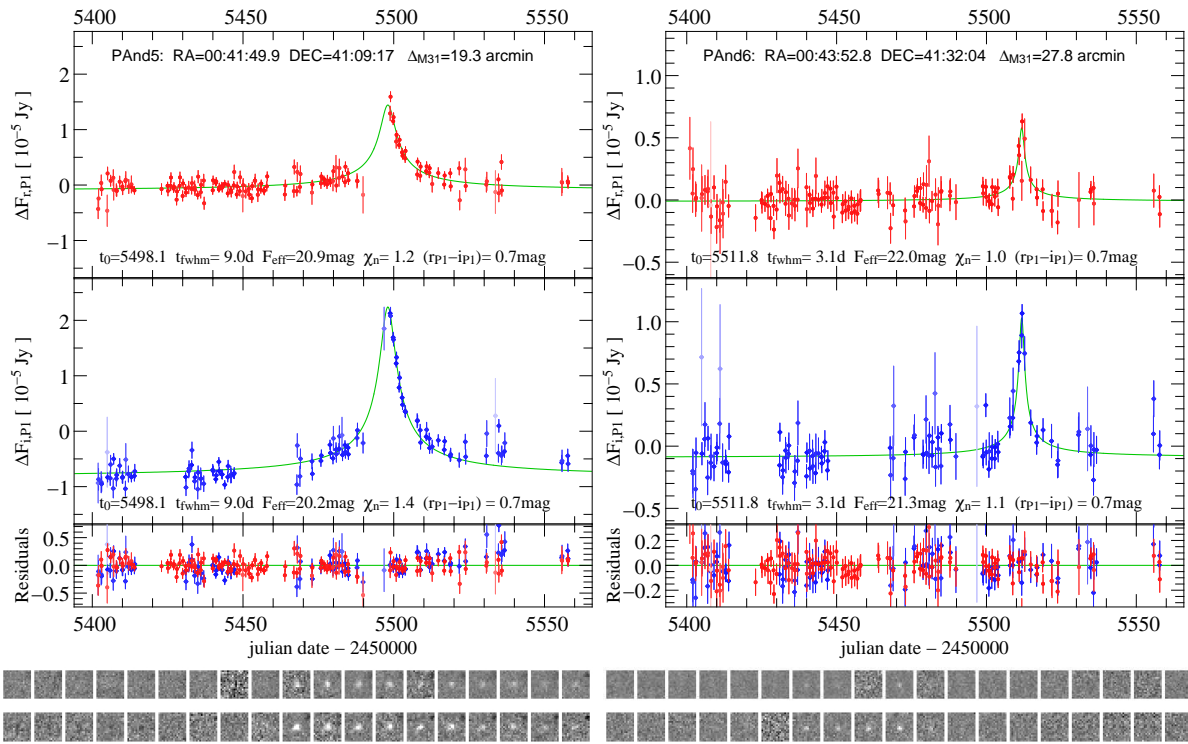 5400 5450 5500 5550
PAnd5: RA=00:41:49.9 DEC=41:09:17 ΔM31=19.3 arcmin
2
1
0
−1
ΔFr,P1 [ 10−5 Jy ]
t0=5498.1 tfwhm= 9.0d Feff=20.9mag χn= 1.2 (rP1−iP1)= 0.7mag
2
1
0
−1
ΔFi,P1 [ 10−5 Jy ]
t0=5498.1 tfwhm= 9.0d Feff=20.2mag χn= 1.4 (rP1−iP1)= 0.7mag
0.5
0.0
−0.5
Residuals
5400 5450 5500 5550
julian date − 2450000
5400 5450 5500 5550
PAnd6: RA=00:43:52.8 DEC=41:32:04 ΔM31=27.8 arcmin
1.0
0.5
0.0
−0.5
ΔFr,P1 [ 10−5 Jy ]
t0=5511.8 tfwhm= 3.1d Feff=22.0mag χn= 1.0 (rP1−iP1)= 0.7mag
1.0
0.5
0.0
−0.5
ΔFi,P1 [ 10−5 Jy ]
t0=5511.8 tfwhm= 3.1d Feff=21.3mag χn= 1.1 (rP1−iP1)= 0.7mag
0.2
0.0
−0.2
Residuals
5400 5450 5500 5550
julian date − 2450000